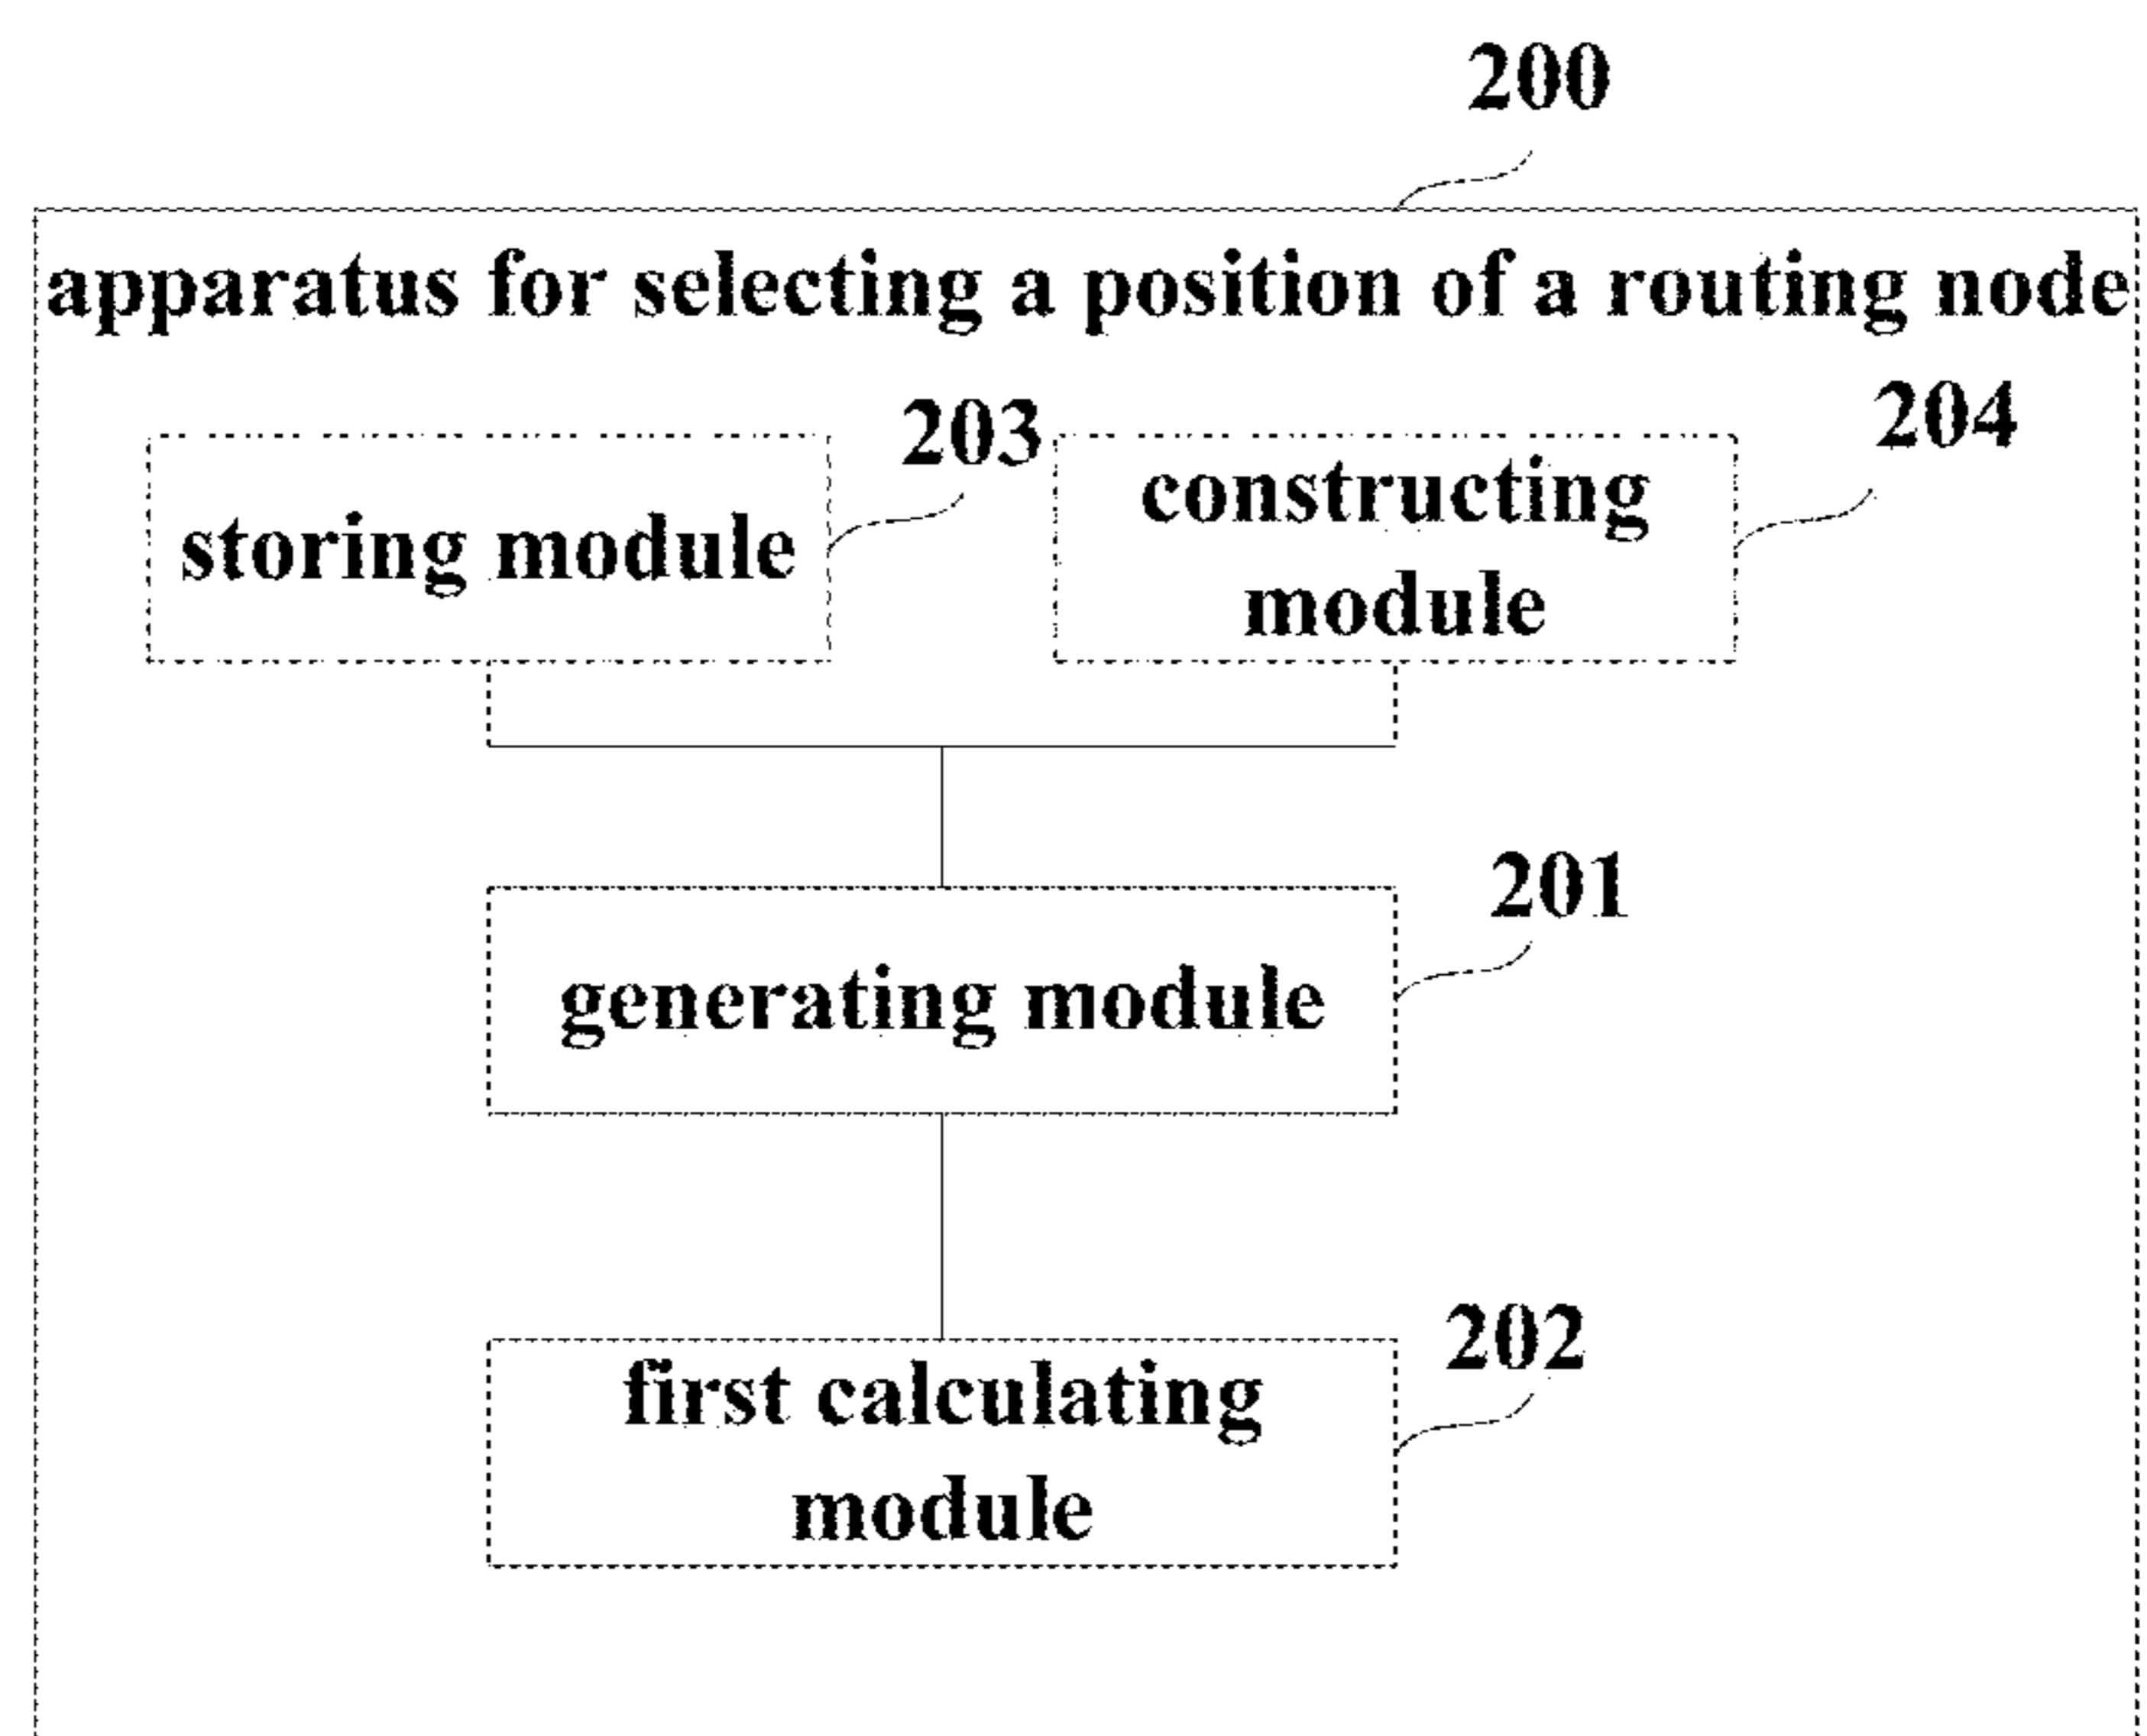 200
apparatus for selecting a position of a routing node
203
204
storing module
constructing
module
201
generating module
202
first calculating
module